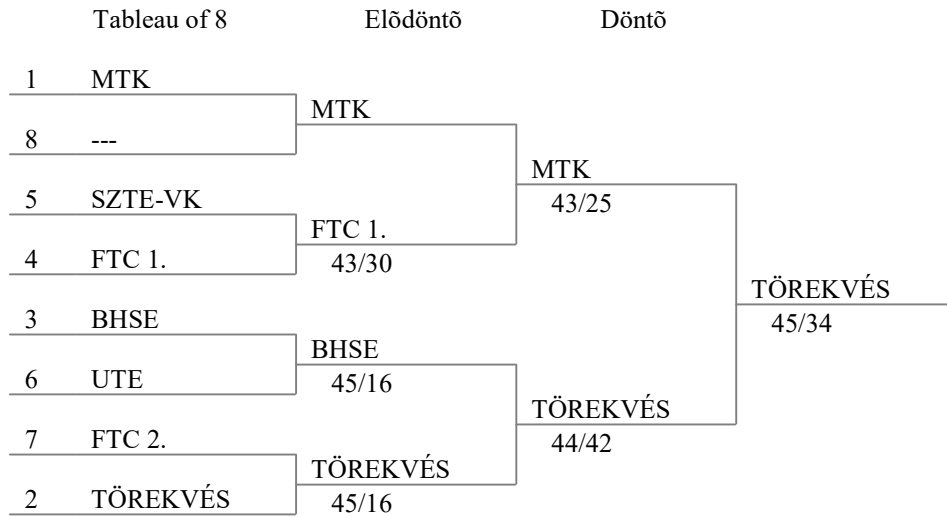 Tableau of 8 Elõdöntõ Döntõ
1 MTK
MTK
8 ---
MTK
43/25
5 SZTE-VK
FTC 1.
43/30
4 FTC 1.
TÖREKVÉS
45/34
3 BHSE
BHSE
45/16
6 UTE
TÖREKVÉS
44/42
7 FTC 2.
TÖREKVÉS
45/16
2 TÖREKVÉS